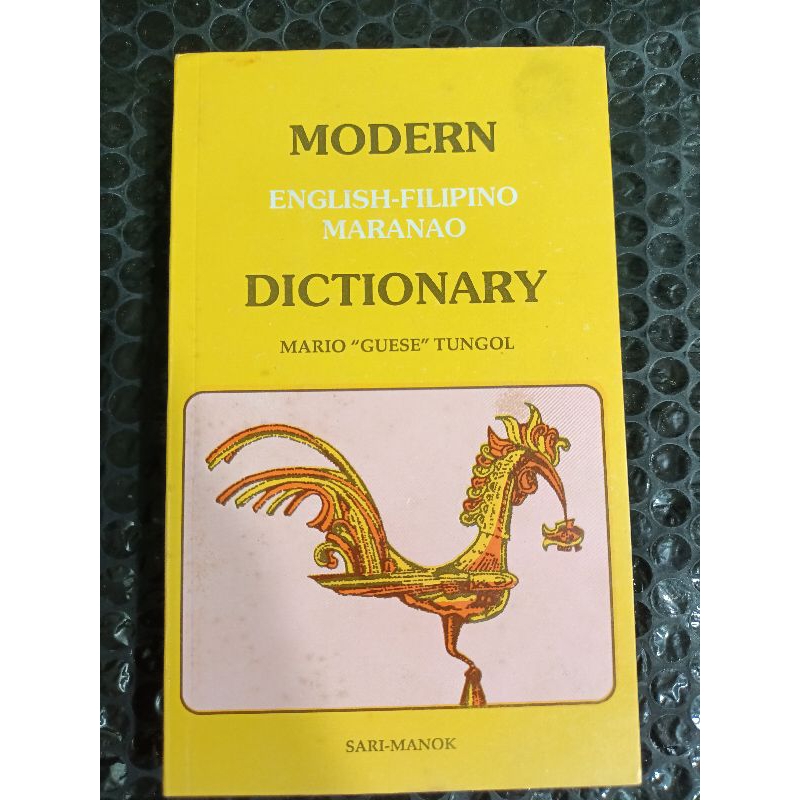 MODERN
ENGLISH-FILIPINO
MARANAO
DICTIONARY
MARIO “GUESE” TUNGOL
SARI-MANOK